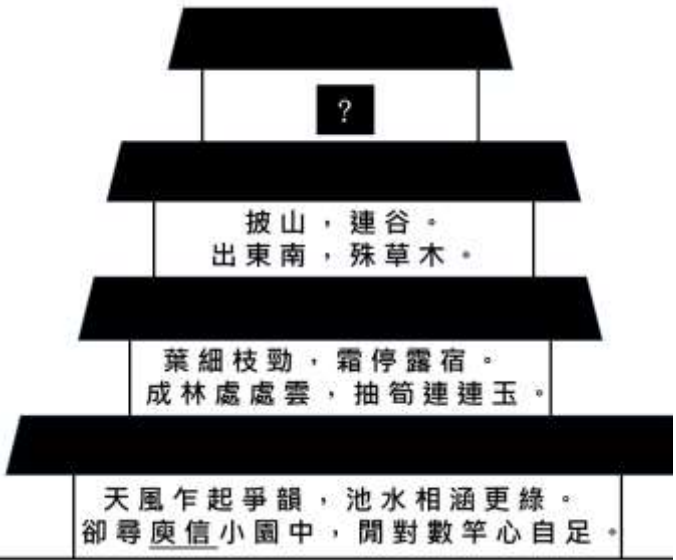 ?
披山，連谷。
出東南，殊草木。
葉細枝勁，霜停露宿。
成林處處雲，抽筍連連玉。
天風乍起爭韻，池水相涵更綠。
卻尋庾信小園中，閒對數竿心自足。